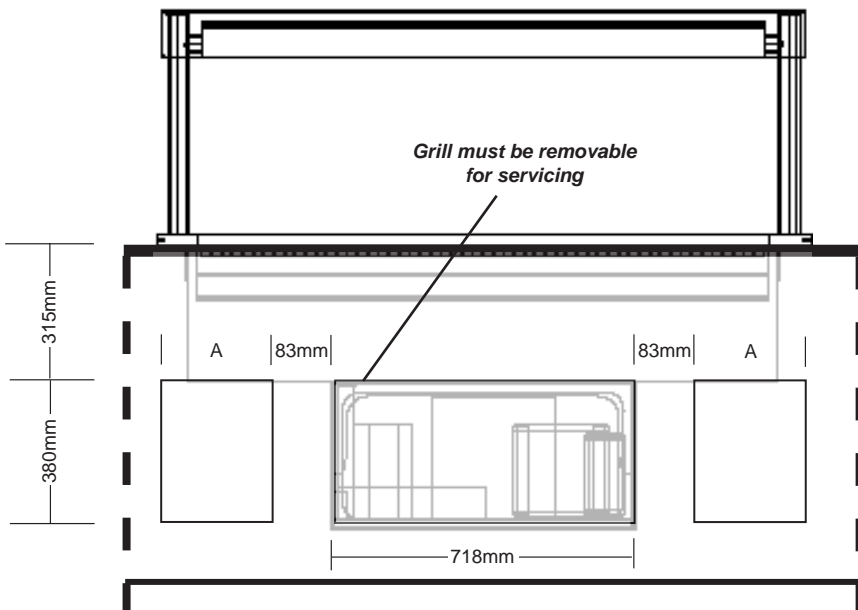 Grill must be removable
for servicing
315mm
A
83mm
83mm
A
380mm
718mm